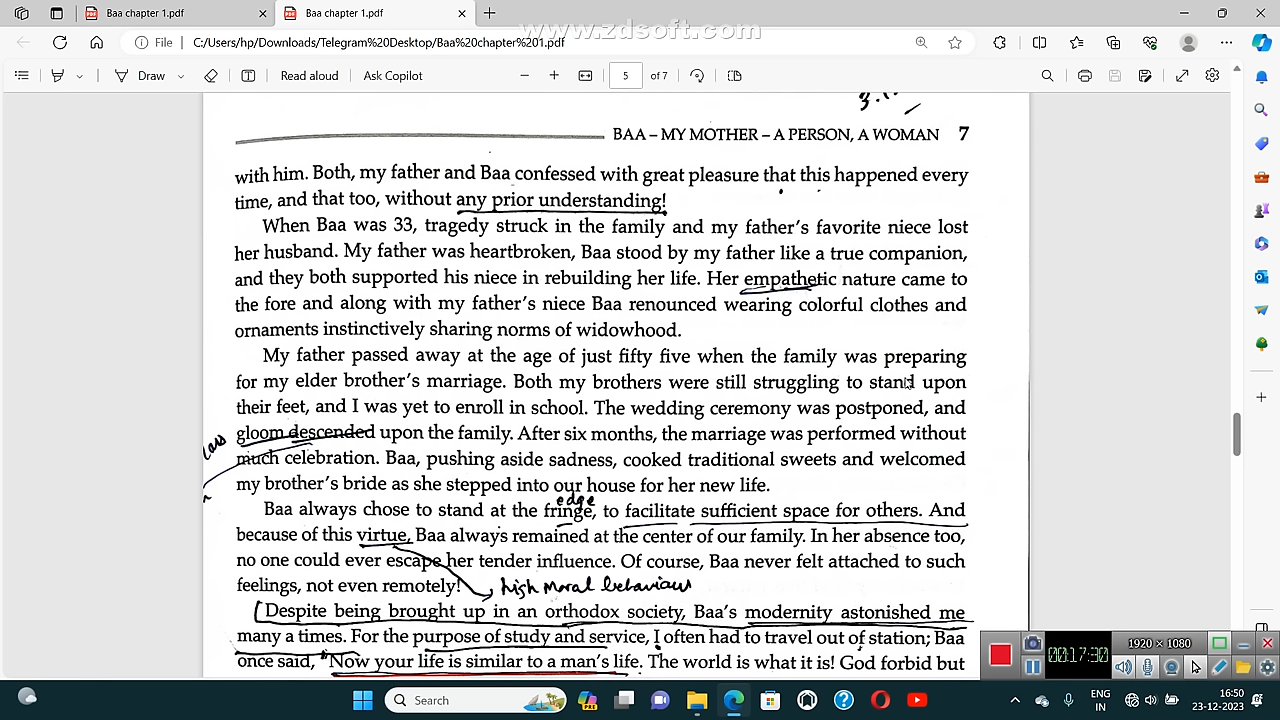 Baa chapter 1.pdf
Baa chapter 1.pdf
www.zdsoft.com
File
C:/Users/hp/Downloads/Telegram%20Desktop/Baa%20chapter%201.pdf
Draw
Read aloud
Ask Copilot
5 of 7
BAA – MY MOTHER – A PERSON, A WOMAN 7
with him. Both, my father and Baa confessed with great pleasure that this happened every
time, and that too, without any prior understanding!
When Baa was 33, tragedy struck in the family and my father's favorite niece lost
her husband. My father was heartbroken, Baa stood by my father like a true companion,
and they both supported his niece in rebuilding her life. Her empathetic nature came to
the fore and along with my father's niece Baa renounced wearing colorful clothes and
ornaments instinctively sharing norms of widowhood.
My father passed away at the age of just fifty five when the family was preparing
for my elder brother's marriage. Both my brothers were still struggling to stand upon
their feet, and I was yet to enroll in school. The wedding ceremony was postponed, and
gloom descended upon the family. After six months, the marriage was performed without
much celebration. Baa, pushing aside sadness, cooked traditional sweets and welcomed
my brother's bride as she stepped into our house for her new life.
edge
Baa always chose to stand at the fringe, to facilitate sufficient space for others. And
because of this virtue, Baa always remained at the center of our family. In her absence too,
no one could ever escape her tender influence. Of course, Baa never felt attached to such
feelings, not even remotely!
high moral behaviour
Despite being brought up in an orthodox society, Baa's modernity astonished me
many a times. For the purpose of study and service, I often had to travel out of station; Baa
once said, "Now your life is similar to a man's life. The world is what it is! God forbid but
1920 × 1080
00:17:30
Search
ENG
IN
16:50
23-12-2023